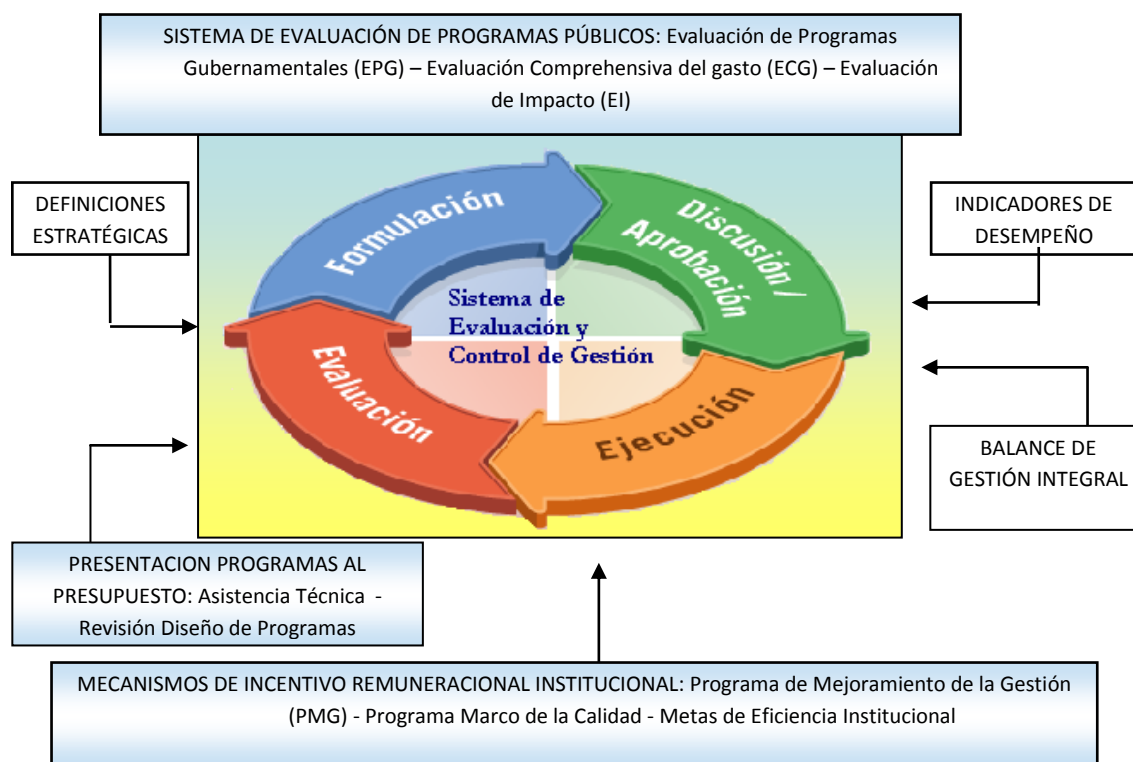 SISTEMA DE EVALUACIÓN DE PROGRAMAS PÚBLICOS: Evaluación de Programas
Gubernamentales (EPG) – Evaluación Comprehensiva del gasto (ECG) – Evaluación
de Impacto (EI)
DEFINICIONES
ESTRATÉGICAS
Formulación
Discusión /
Aprobación
INDICADORES DE
DESEMPEÑO
Sistema de
Evaluación y
Control de Gestión
Evaluación
Ejecución
BALANCE DE
GESTIÓN INTEGRAL
PRESENTACION PROGRAMAS AL
PRESUPUESTO: Asistencia Técnica -
Revisión Diseño de Programas
MECANISMOS DE INCENTIVO REMUNERACIONAL INSTITUCIONAL: Programa de Mejoramiento de la Gestión
(PMG) - Programa Marco de la Calidad - Metas de Eficiencia Institucional